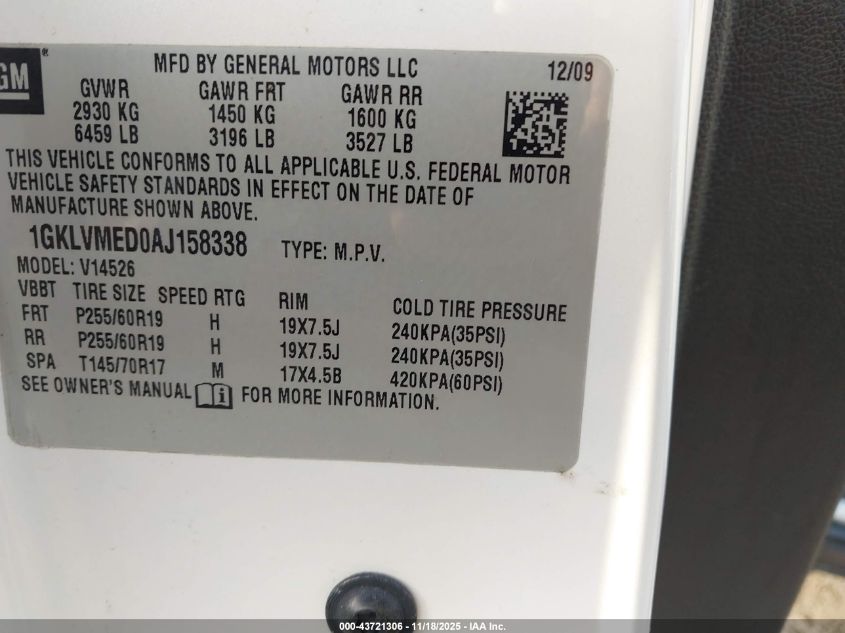 GM®
MFD BY GENERAL MOTORS LLC 12/09
GVWR GAWR FRT GAWR RR
2930 KG 1450 KG 1600 KG
6459 LB 3196 LB 3527 LB
THIS VEHICLE CONFORMS TO ALL APPLICABLE U.S. FEDERAL MOTOR
VEHICLE SAFETY STANDARDS IN EFFECT ON THE DATE OF
MANUFACTURE SHOWN ABOVE.
1GKLVMED0AJ158338 TYPE: M.P.V.
MODEL: V14526
VBBT TIRE SIZE SPEED RTG RIM COLD TIRE PRESSURE
FRT P255/60R19 H 19X7.5J 240KPA(35PSI)
RR P255/60R19 H 19X7.5J 240KPA(35PSI)
SPA T145/70R17 M 17X4.5B 420KPA(60PSI)
SEE OWNER'S MANUAL i FOR MORE INFORMATION.
000-43721306 - 11/18/2025 - IAA Inc.